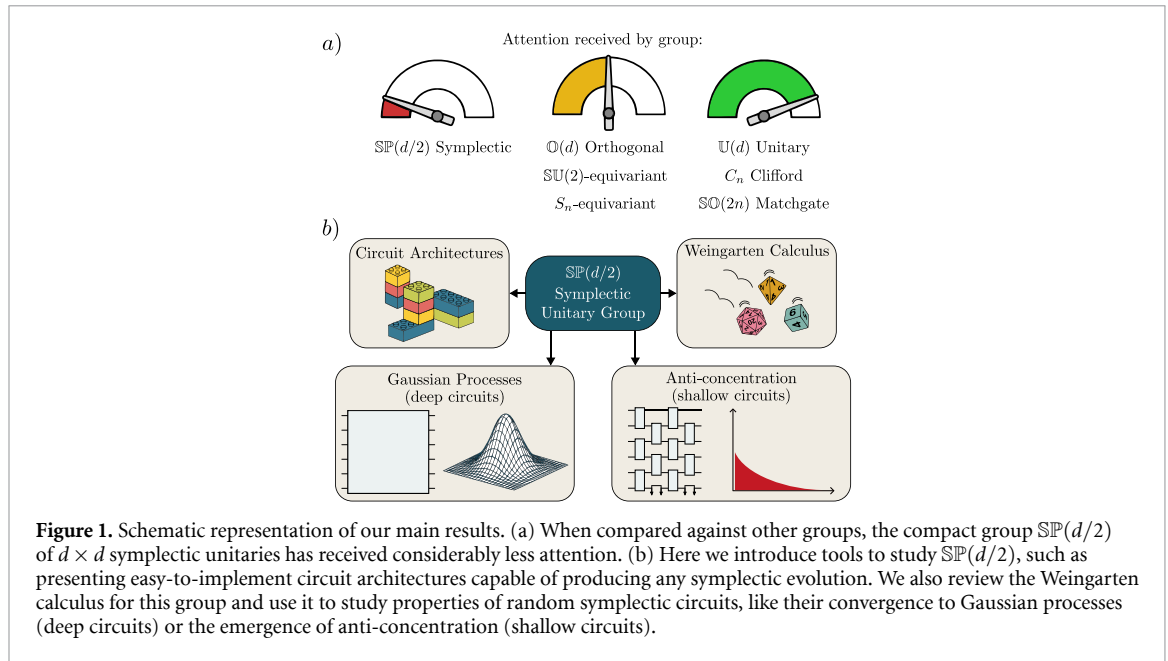 a)
Attention received by group:
𝕊ℙ(d/2) Symplectic
𝕆(d) Orthogonal
𝕊𝕌(2)-equivariant
Sₙ-equivariant
𝕌(d) Unitary
Cₙ Clifford
𝕊𝕆(2n) Matchgate
b)
Circuit Architectures
𝕊ℙ(d/2)
Symplectic
Unitary Group
Weingarten Calculus
Gaussian Processes
(deep circuits)
Anti-concentration
(shallow circuits)
Figure 1. Schematic representation of our main results. (a) When compared against other groups, the compact group 𝕊ℙ(d/2)
of d × d symplectic unitaries has received considerably less attention. (b) Here we introduce tools to study 𝕊ℙ(d/2), such as
presenting easy-to-implement circuit architectures capable of producing any symplectic evolution. We also review the Weingarten
calculus for this group and use it to study properties of random symplectic circuits, like their convergence to Gaussian processes
(deep circuits) or the emergence of anti-concentration (shallow circuits).